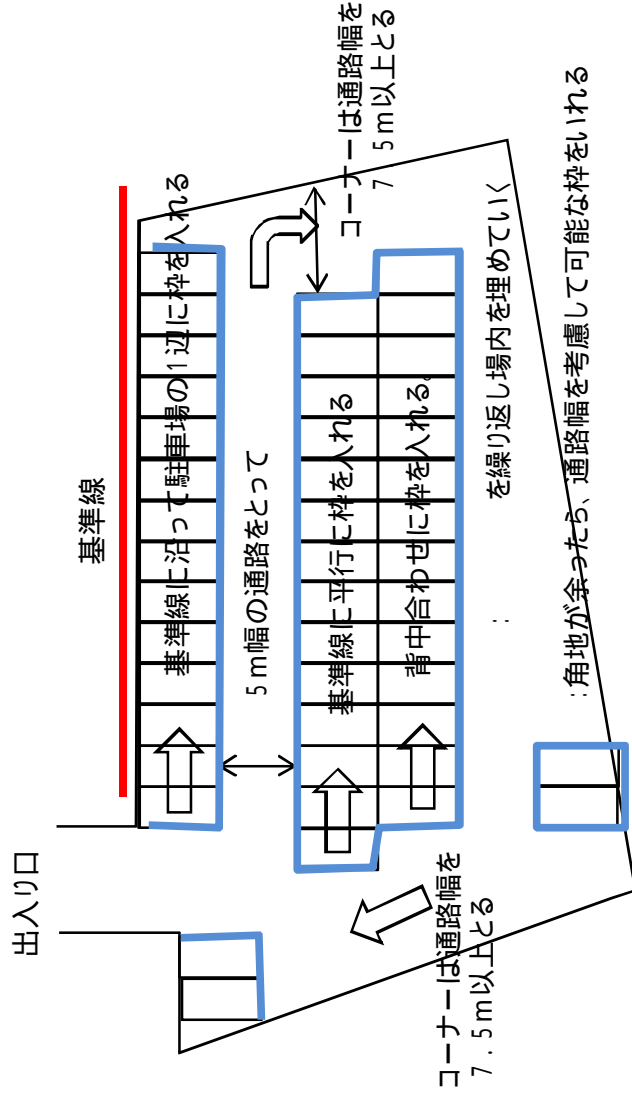 出入り口
基準線
基準線に沿って駐車場の1辺に枠を入れる
5m幅の通路をとって
コーナーは通路幅を
7 5m以上とる
基準線に平行に枠を入れる
背中合わせに枠を入れる。
: を繰り返し場内を埋めていく
:角地が余ったら、通路幅を考慮して可能な枠をいれる
コーナーは通路幅を
7.5m以上とる